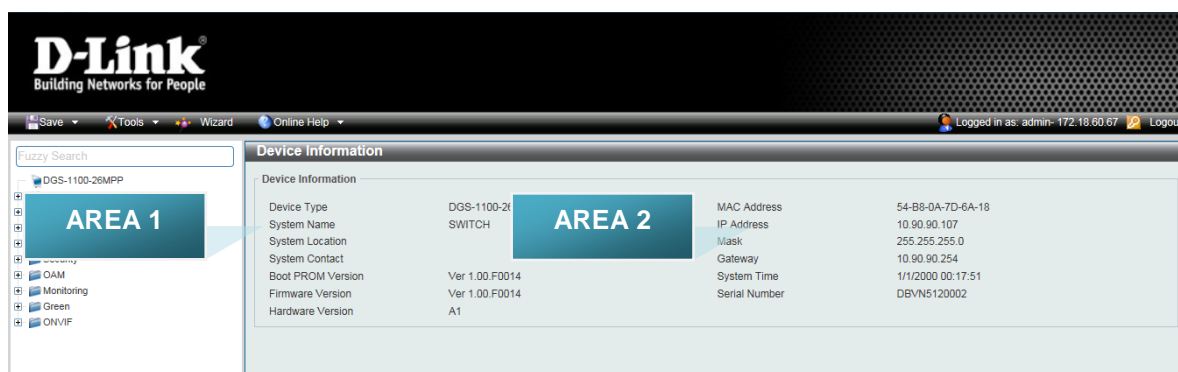 D-Link®
Building Networks for People
Save Tools Wizard Online Help Logged in as: admin- 172.18.60.67 Logou
Fuzzy Search
DGS-1100-26MPP
AREA 1
OAM
Monitoring
Green
ONVIF
Device Information
Device Information
Device Type DGS-1100-26 MAC Address 54-B8-0A-7D-6A-18
System Name SWITCH IP Address 10.90.90.107
AREA 2
System Location Mask 255.255.255.0
System Contact Gateway 10.90.90.254
Boot PROM Version Ver 1.00.F0014 System Time 1/1/2000 00:17:51
Firmware Version Ver 1.00.F0014 Serial Number DBVN5120002
Hardware Version A1